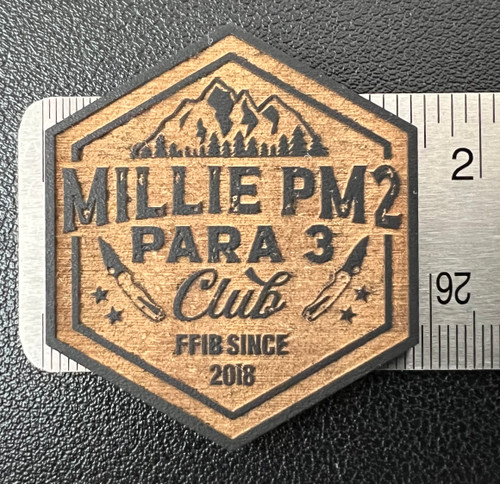 MILLIE PM2
PARA 3
Club
FFIB SINCE
2018
2
26